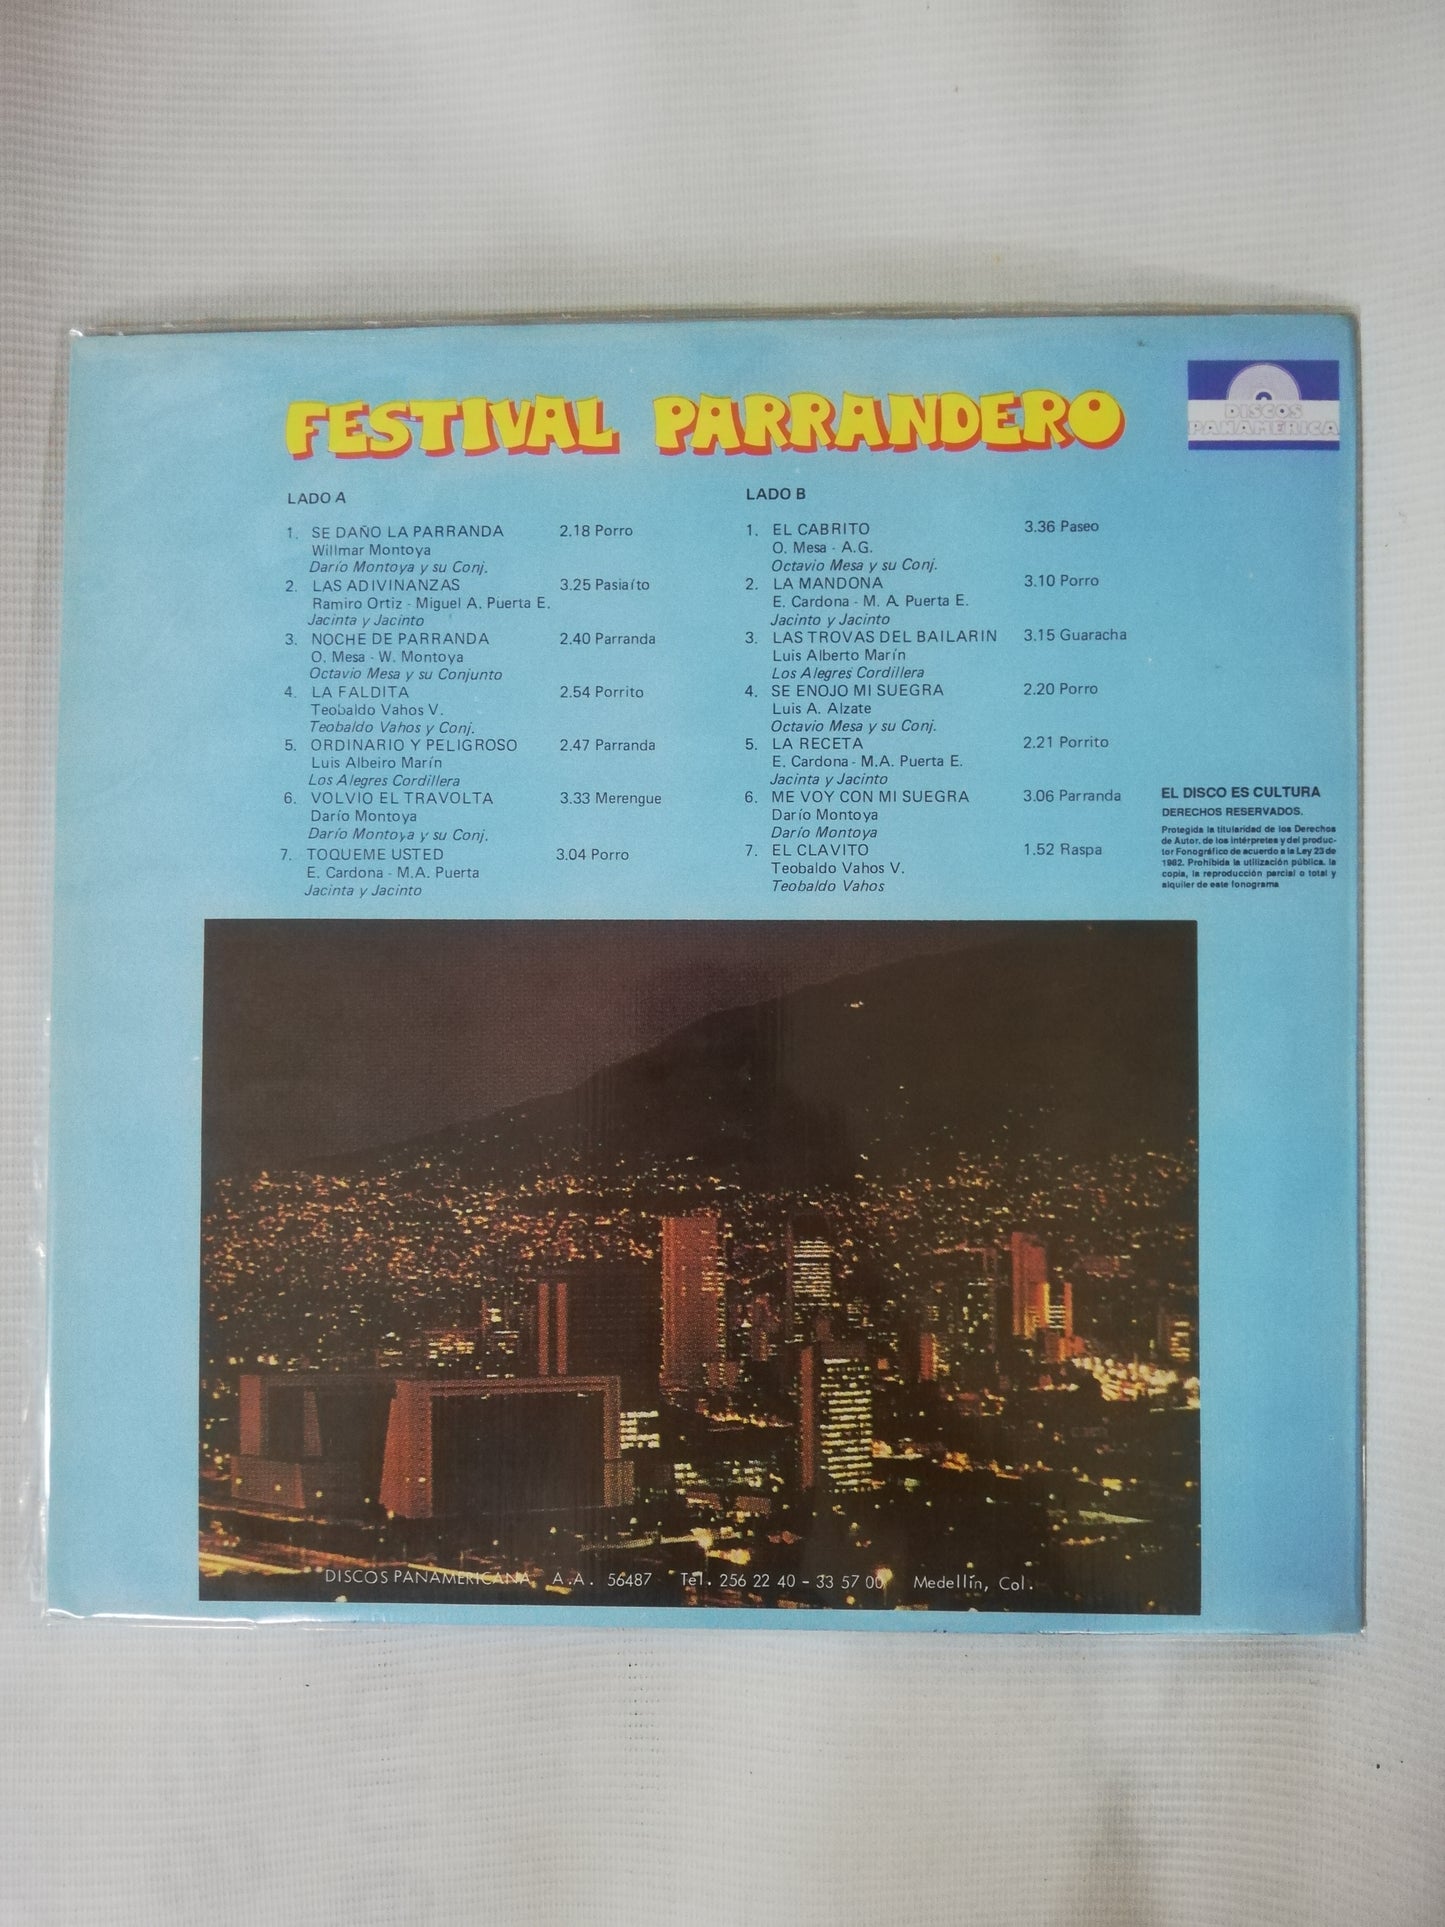 FESTIVAL PARRANDERO
DISCOS
PANAMERICA
LADO A
1. SE DAÑO LA PARRANDA 2.18 Porro
Willmar Montoya
Darío Montoya y su Conj.
2. LAS ADIVINANZAS 3.25 Pasiaíto
Ramiro Ortiz - Miguel A. Puerta E.
Jacinta y Jacinto
3. NOCHE DE PARRANDA 2.40 Parranda
O. Mesa - W. Montoya
Octavio Mesa y su Conjunto
4. LA FALDITA 2.54 Porrito
Teobaldo Vahos V.
Teobaldo Vahos y Conj.
5. ORDINARIO Y PELIGROSO 2.47 Parranda
Luis Albeiro Marín
Los Alegres Cordillera
6. VOLVIO EL TRAVOLTA 3.33 Merengue
Darío Montoya
Darío Montoya y su Conj.
7. TOQUEME USTED 3.04 Porro
E. Cardona - M.A. Puerta
Jacinta y Jacinto
LADO B
1. EL CABRITO 3.36 Paseo
O. Mesa - A.G.
Octavio Mesa y su Conj.
2. LA MANDONA 3.10 Porro
E. Cardona - M. A. Puerta E.
Jacinto y Jacinto
3. LAS TROVAS DEL BAILARIN 3.15 Guaracha
Luis Alberto Marín
Los Alegres Cordillera
4. SE ENOJO MI SUEGRA 2.20 Porro
Luis A. Alzate
Octavio Mesa y su Conj.
5. LA RECETA 2.21 Porrito
E. Cardona - M.A. Puerta E.
Jacinta y Jacinto
6. ME VOY CON MI SUEGRA 3.06 Parranda
Darío Montoya
Darío Montoya
7. EL CLAVITO 1.52 Raspa
Teobaldo Vahos V.
Teobaldo Vahos
EL DISCO ES CULTURA
DERECHOS RESERVADOS.
Protegida la titularidad de los Derechos
de Autor, de los intérpretes y del produc-
tor Fonográfico de acuerdo a la Ley 23 de
1982. Prohibida la utilización pública, la
copia, la reproducción parcial o total y
alquiler de este fonograma
DISCOS PANAMERICANA A.A. 56487 Tel. 256 22 40 - 33 57 00 Medellín, Col.